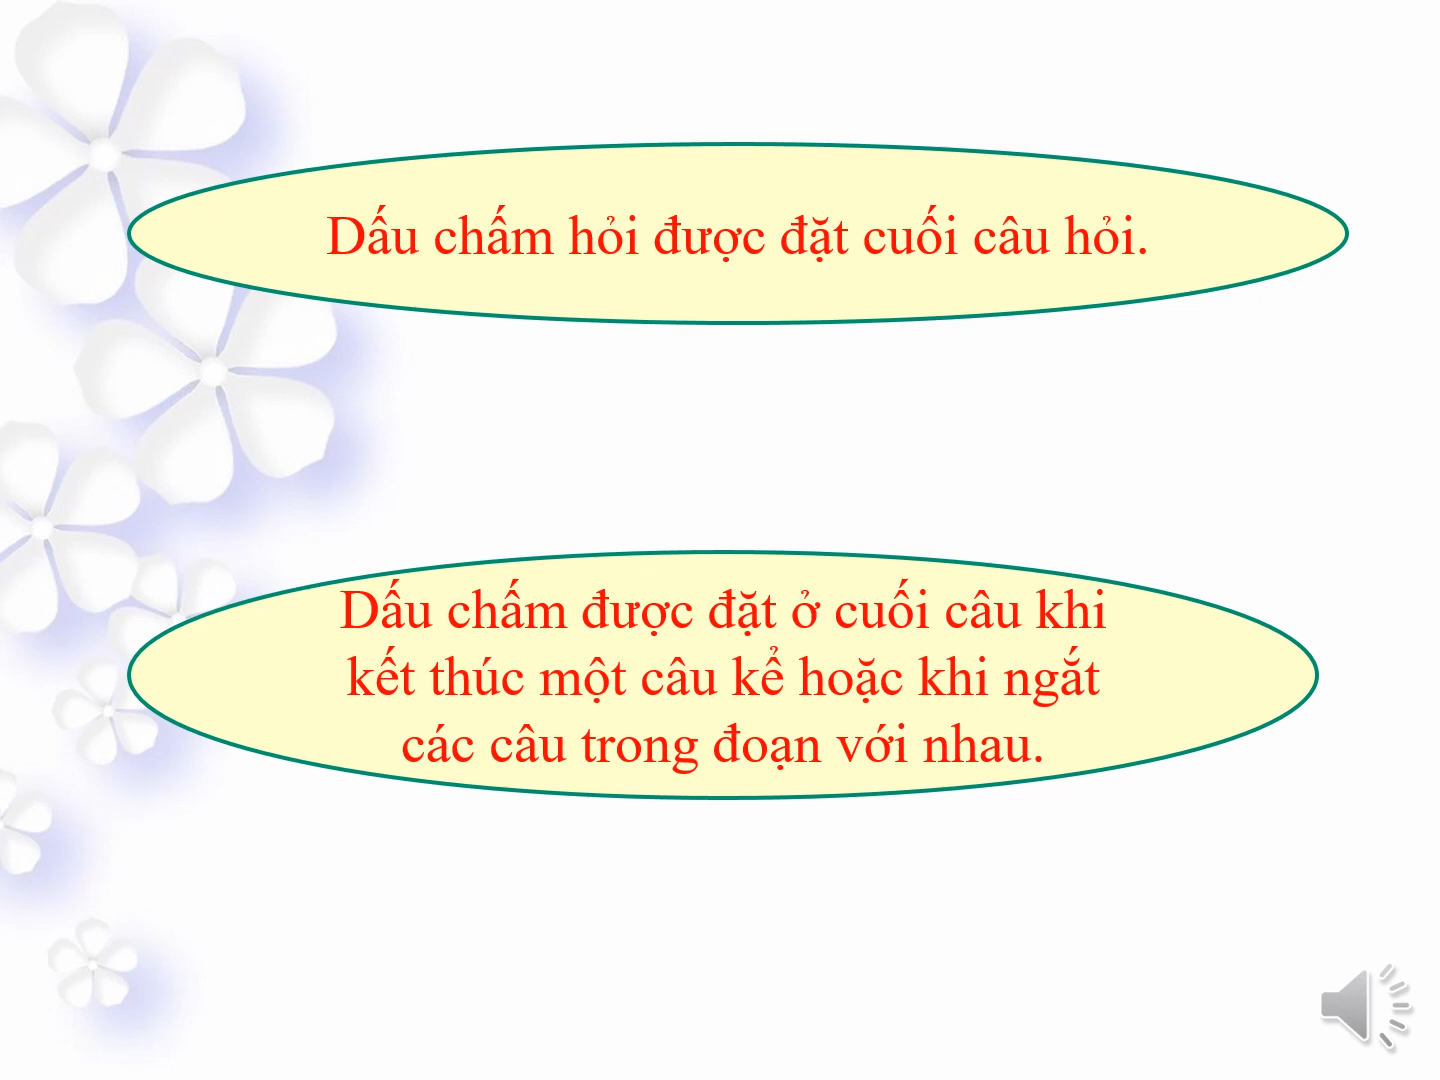 Dấu chấm hỏi được đặt cuối câu hỏi.
Dấu chấm được đặt ở cuối câu khi
kết thúc một câu kể hoặc khi ngắt
các câu trong đoạn với nhau.